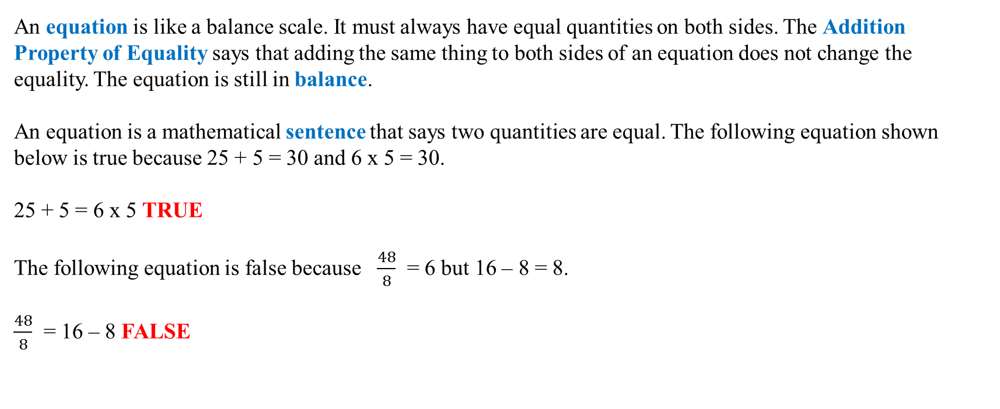 An equation is like a balance scale. It must always have equal quantities on both sides. The Addition
Property of Equality says that adding the same thing to both sides of an equation does not change the
equality. The equation is still in balance.
An equation is a mathematical sentence that says two quantities are equal. The following equation shown
below is true because 25 + 5 = 30 and 6 x 5 = 30.
25 + 5 = 6 x 5 TRUE
The following equation is false because 48/8 = 6 but 16 – 8 = 8.
48/8 = 16 – 8 FALSE